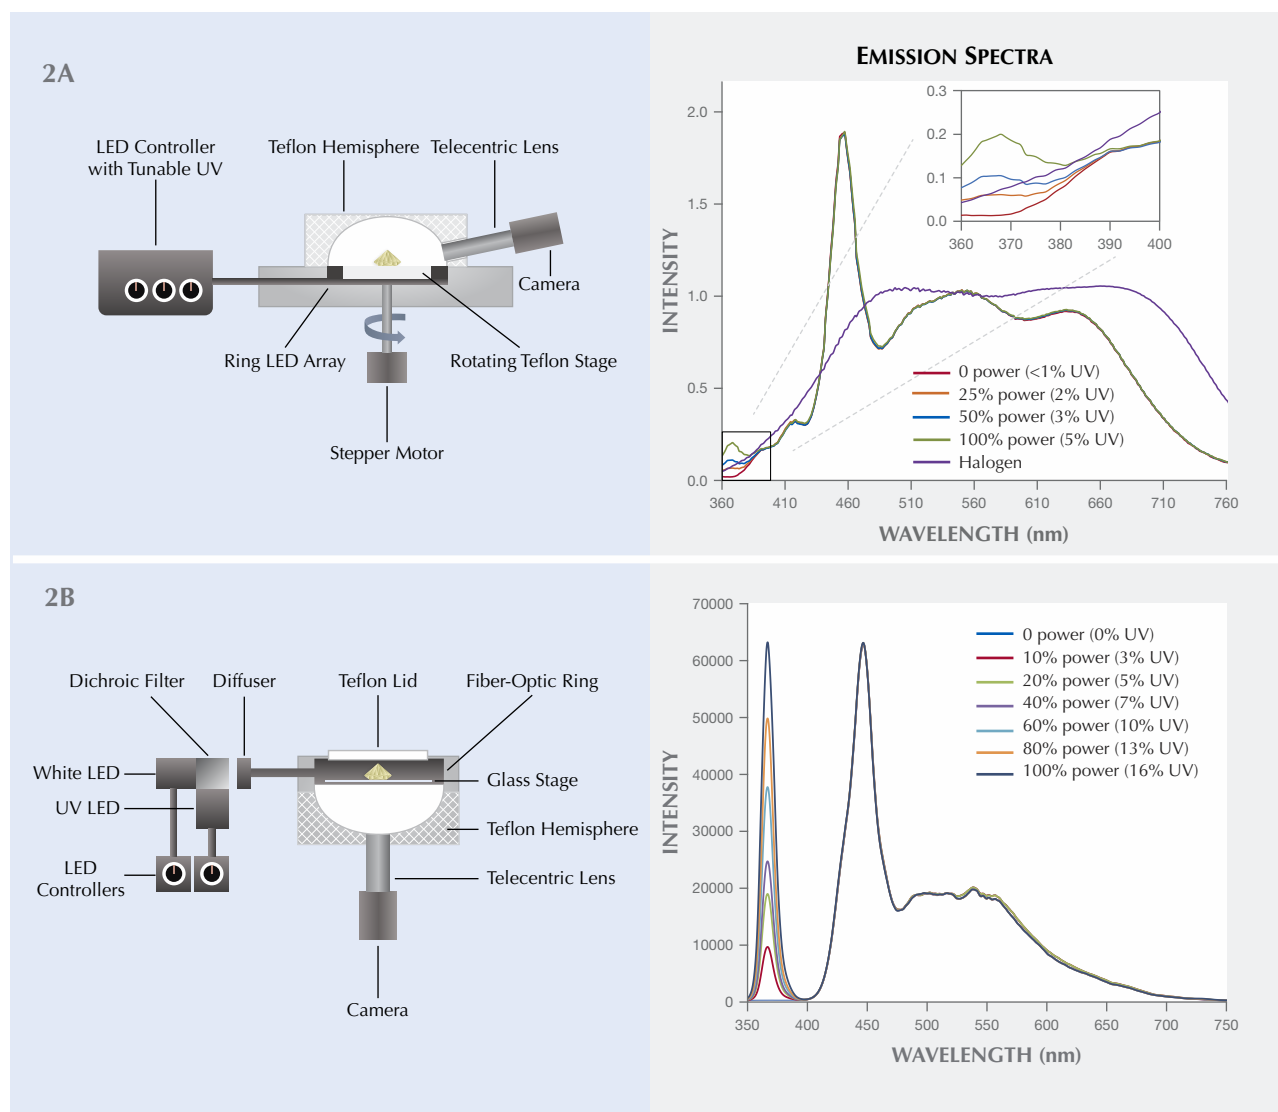 2A
LED Controller
with Tunable UV
Teflon Hemisphere
Telecentric Lens
Camera
Ring LED Array
Rotating Teflon Stage
Stepper Motor
EMISSION SPECTRA
INTENSITY
2.0
1.5
1.0
0.5
0.0
360
410
460
510
560
610
660
710
760
WAVELENGTH (nm)
0.3
0.2
0.1
0.0
360
370
380
390
400
0 power (<1% UV)
25% power (2% UV)
50% power (3% UV)
100% power (5% UV)
Halogen
2B
Dichroic Filter
Diffuser
Teflon Lid
Fiber-Optic Ring
White LED
UV LED
LED
Controllers
Glass Stage
Teflon Hemisphere
Telecentric Lens
Camera
INTENSITY
70000
60000
50000
40000
30000
20000
10000
0
350
400
450
500
550
600
650
700
750
WAVELENGTH (nm)
0 power (0% UV)
10% power (3% UV)
20% power (5% UV)
40% power (7% UV)
60% power (10% UV)
80% power (13% UV)
100% power (16% UV)